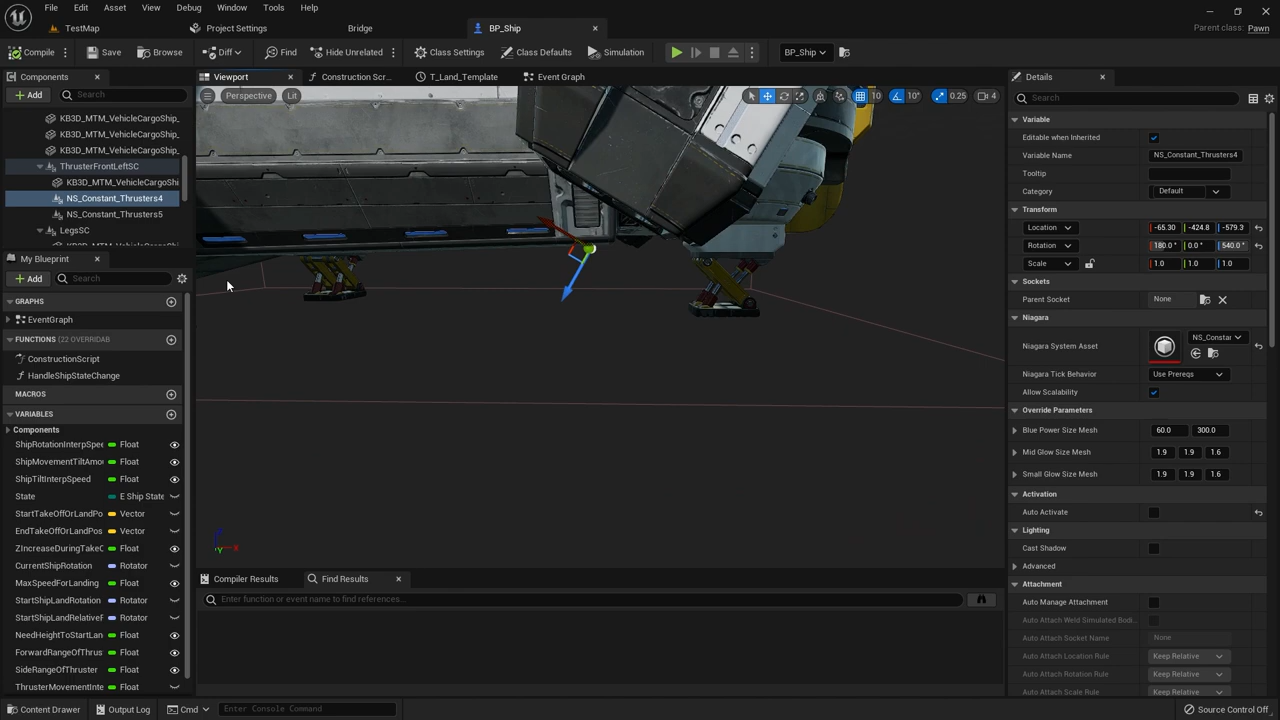 File Edit Asset View Debug Window Tools Help
TestMap Project Settings Bridge BP_Ship Parent class: Pawn
Compile Save Browse Diff Find Hide Unrelated Class Settings Class Defaults Simulation BP_Ship
Components Viewport Construction Scr... T_Land_Template Event Graph Details
Add Search Perspective Lit 10 10° 0.25 4 Search
KB3D_MTM_VehicleCargoShip_
KB3D_MTM_VehicleCargoShip_
KB3D_MTM_VehicleCargoShip_
ThrusterFrontLeftSC
KB3D_MTM_VehicleCargoShi
NS_Constant_Thrusters4
NS_Constant_Thrusters5
LegsSC
My Blueprint
Add Search
GRAPHS
EventGraph
FUNCTIONS (22 OVERRIDAB
ConstructionScript
HandleShipStateChange
MACROS
VARIABLES
Components
ShipRotationInterpSpee Float
ShipMovementTiltAmou Float
ShipTiltInterpSpeed Float
State E Ship State
StartTakeOffOrLandPo Vector
EndTakeOffOrLandPos Vector
ZIncreaseDuringTakeC Float
CurrentShipRotation Rotator
MaxSpeedForLanding Float
StartShipLandRotation Rotator
StartShipLandRelativeF Rotator
NeedHeightToStartLan Float
ForwardRangeOfThrus Float
SideRangeOfThruster Float
ThrusterMovementInte Float
Compiler Results Find Results
Enter function or event name to find references...
Variable
Editable when Inherited
Variable Name NS_Constant_Thrusters4
Tooltip
Category Default
Transform
Location -65.30 -424.8 -579.3
Rotation 180.0° 0.0° 540.0°
Scale 1.0 1.0 1.0
Sockets
Parent Socket None
Niagara
Niagara System Asset NS_Constar
Niagara Tick Behavior Use Prereqs
Allow Scalability
Override Parameters
Blue Power Size Mesh 60.0 300.0
Mid Glow Size Mesh 1.9 1.9 1.6
Small Glow Size Mesh 1.9 1.9 1.6
Activation
Auto Activate
Lighting
Cast Shadow
Advanced
Attachment
Auto Manage Attachment
Auto Attach Weld Simulated Bodi...
Auto Attach Socket Name None
Auto Attach Location Rule Keep Relative
Auto Attach Rotation Rule Keep Relative
Auto Attach Scale Rule Keep Relative
Content Drawer Output Log Cmd Enter Console Command Source Control Off